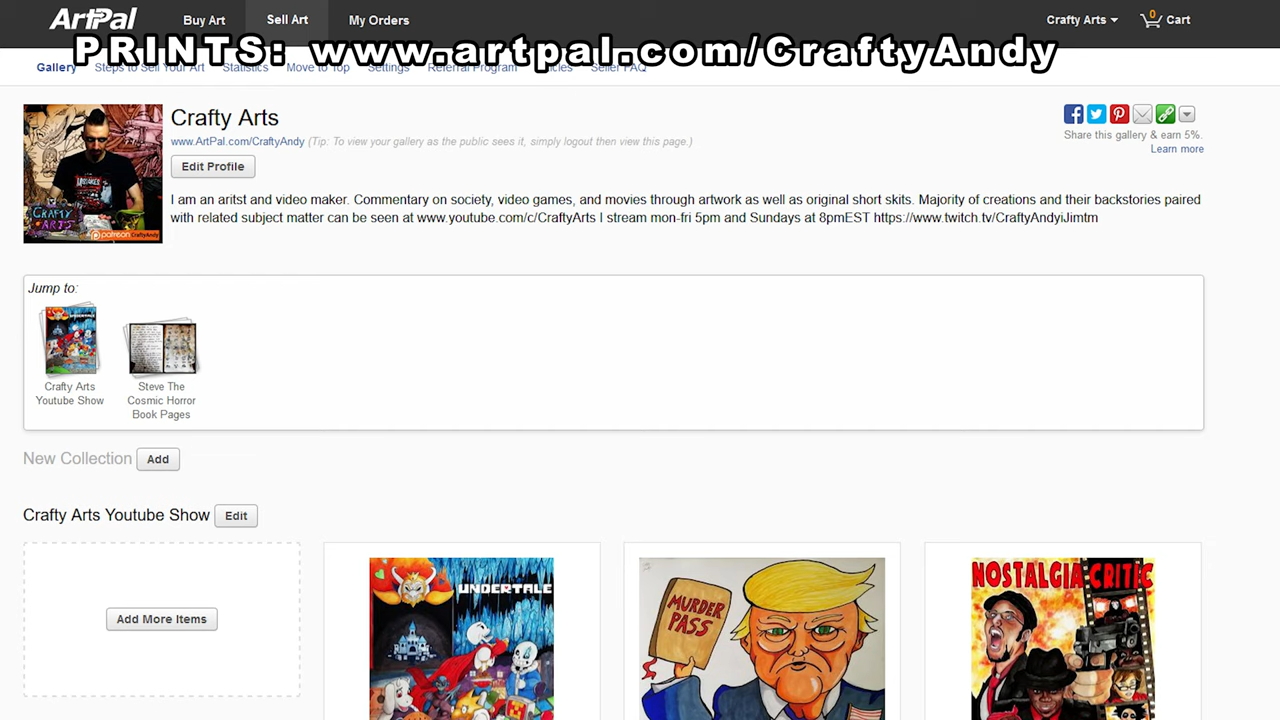 ArtPal Buy Art Sell Art My Orders Crafty Arts 0 Cart
PRINTS: www.artpal.com/CraftyAndy
Gallery Steps to Sell Your Art Statistics Move to Top Settings Referral Program Seller FAQ
Crafty Arts
www.ArtPal.com/CraftyAndy (Tip: To view your gallery as the public sees it, simply logout then view this page.)
Share this gallery & earn 5%.
Learn more
Edit Profile
I am an aritst and video maker. Commentary on society, video games, and movies through artwork as well as original short skits. Majority of creations and their backstories paired
with related subject matter can be seen at www.youtube.com/c/CraftyArts I stream mon-fri 5pm and Sundays at 8pmEST https://www.twitch.tv/CraftyAndyiJimtm
CRAFTY
ARTS
patreon CraftyAndy
Jump to:
UNDERTALE
Crafty Arts
Youtube Show
Steve The
Cosmic Horror
Book Pages
New Collection Add
Crafty Arts Youtube Show Edit
Add More Items
UNDERTALE
MURDER
PASS
NOSTALGIA CRITIC